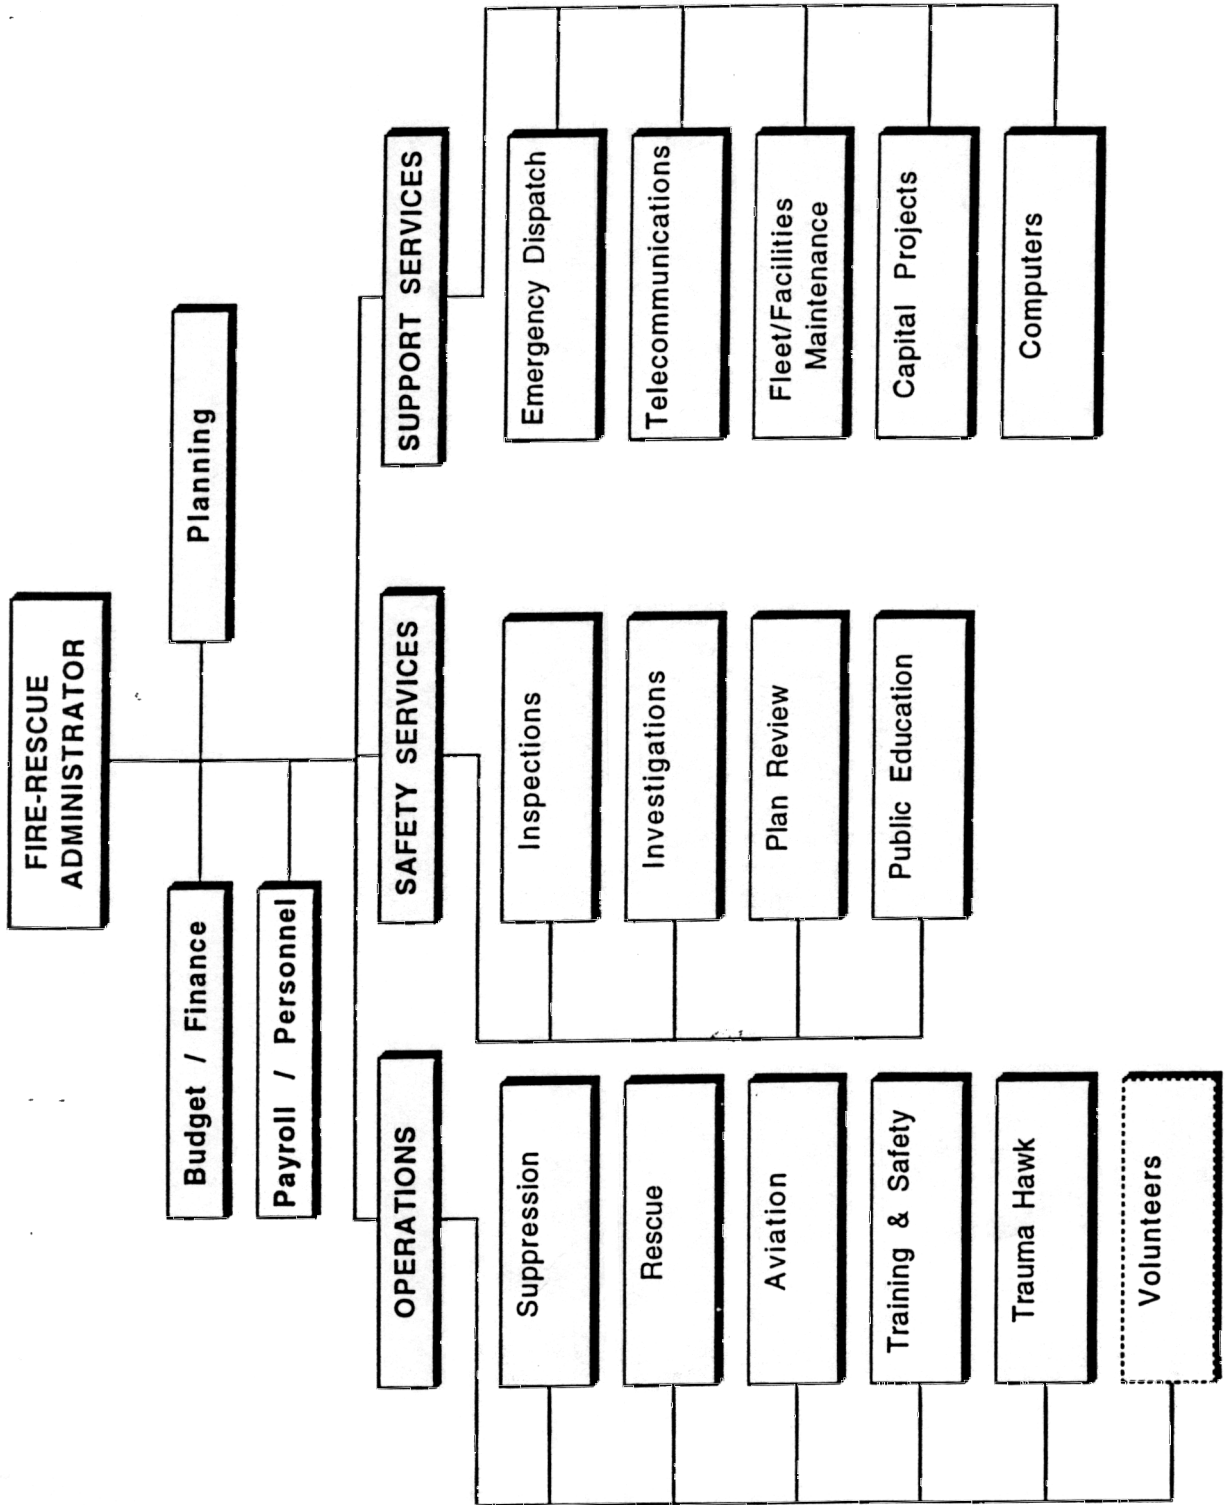 FIRE-RESCUE
ADMINISTRATOR
Budget / Finance
Planning
Payroll / Personnel
OPERATIONS
SAFETY SERVICES
SUPPORT SERVICES
Suppression
Rescue
Aviation
Training & Safety
Trauma Hawk
Volunteers
Inspections
Investigations
Plan Review
Public Education
Emergency Dispatch
Telecommunications
Fleet/Facilities
Maintenance
Capital Projects
Computers